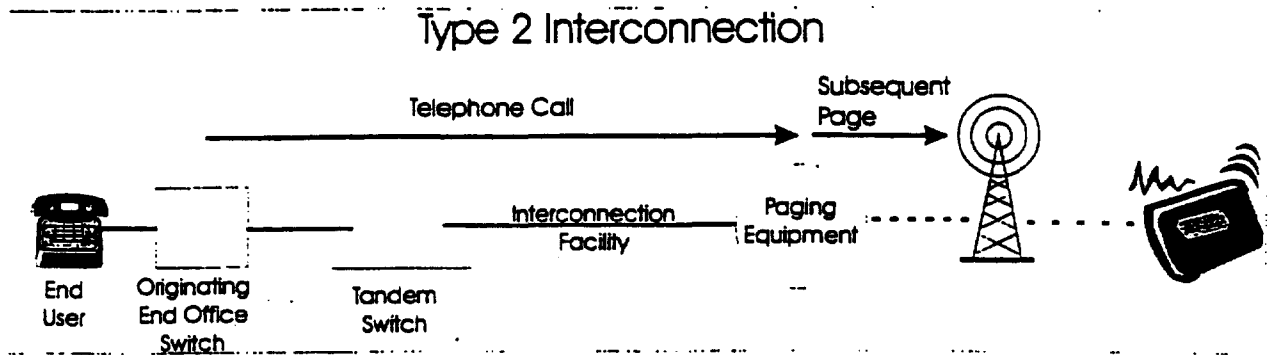 Type 2 Interconnection
Telephone Call
Subsequent
Page
Interconnection
Facility
Paging
Equipment
End
User
Originating
End Office
Switch
Tandem
Switch